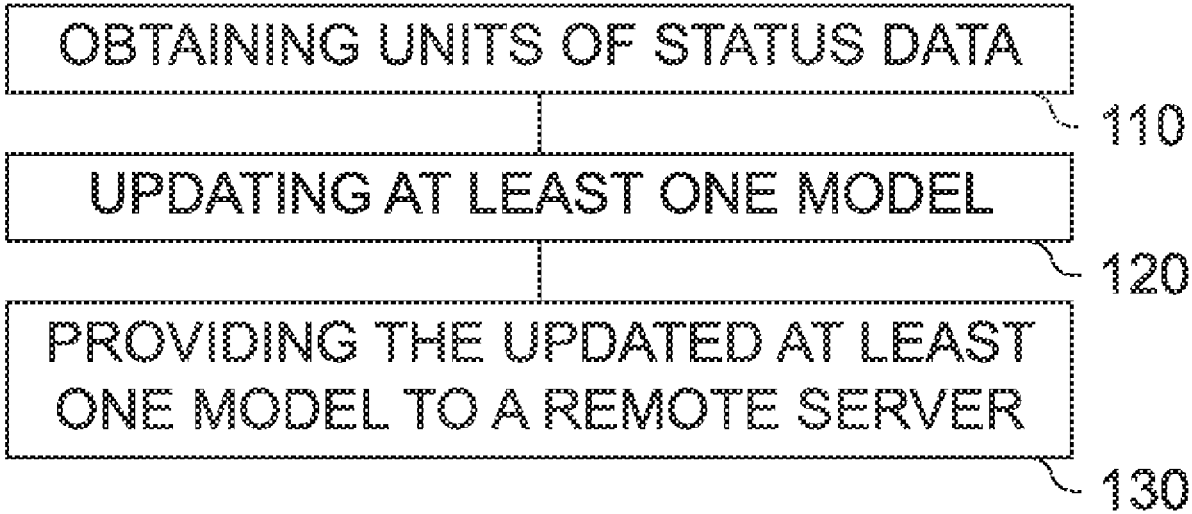 OBTAINING UNITS OF STATUS DATA
110
UPDATING AT LEAST ONE MODEL
120
PROVIDING THE UPDATED AT LEAST
ONE MODEL TO A REMOTE SERVER
130